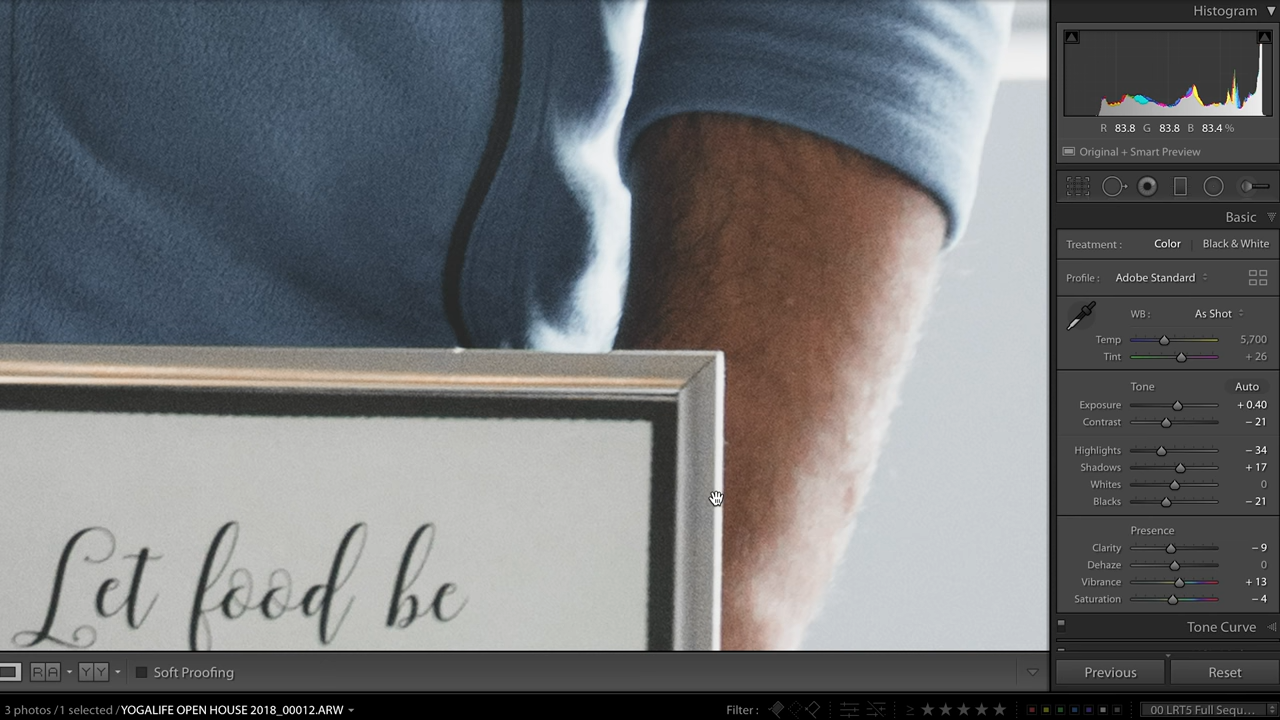 Histogram
R 83.8 G 83.8 B 83.4 %
Original + Smart Preview
Basic
Treatment : Color Black & White
Profile : Adobe Standard
WB : As Shot
Temp 5,700
Tint + 26
Tone Auto
Exposure + 0.40
Contrast – 21
Highlights – 34
Shadows + 17
Whites 0
Blacks – 21
Presence
Clarity – 9
Dehaze 0
Vibrance + 13
Saturation – 4
Tone Curve
Previous Reset
Let food be
R A Y Y Soft Proofing
3 photos / 1 selected / YOGALIFE OPEN HOUSE 2018_00012.ARW Filter : ≥ ★★★★★ 00 LRT5 Full Sequ…